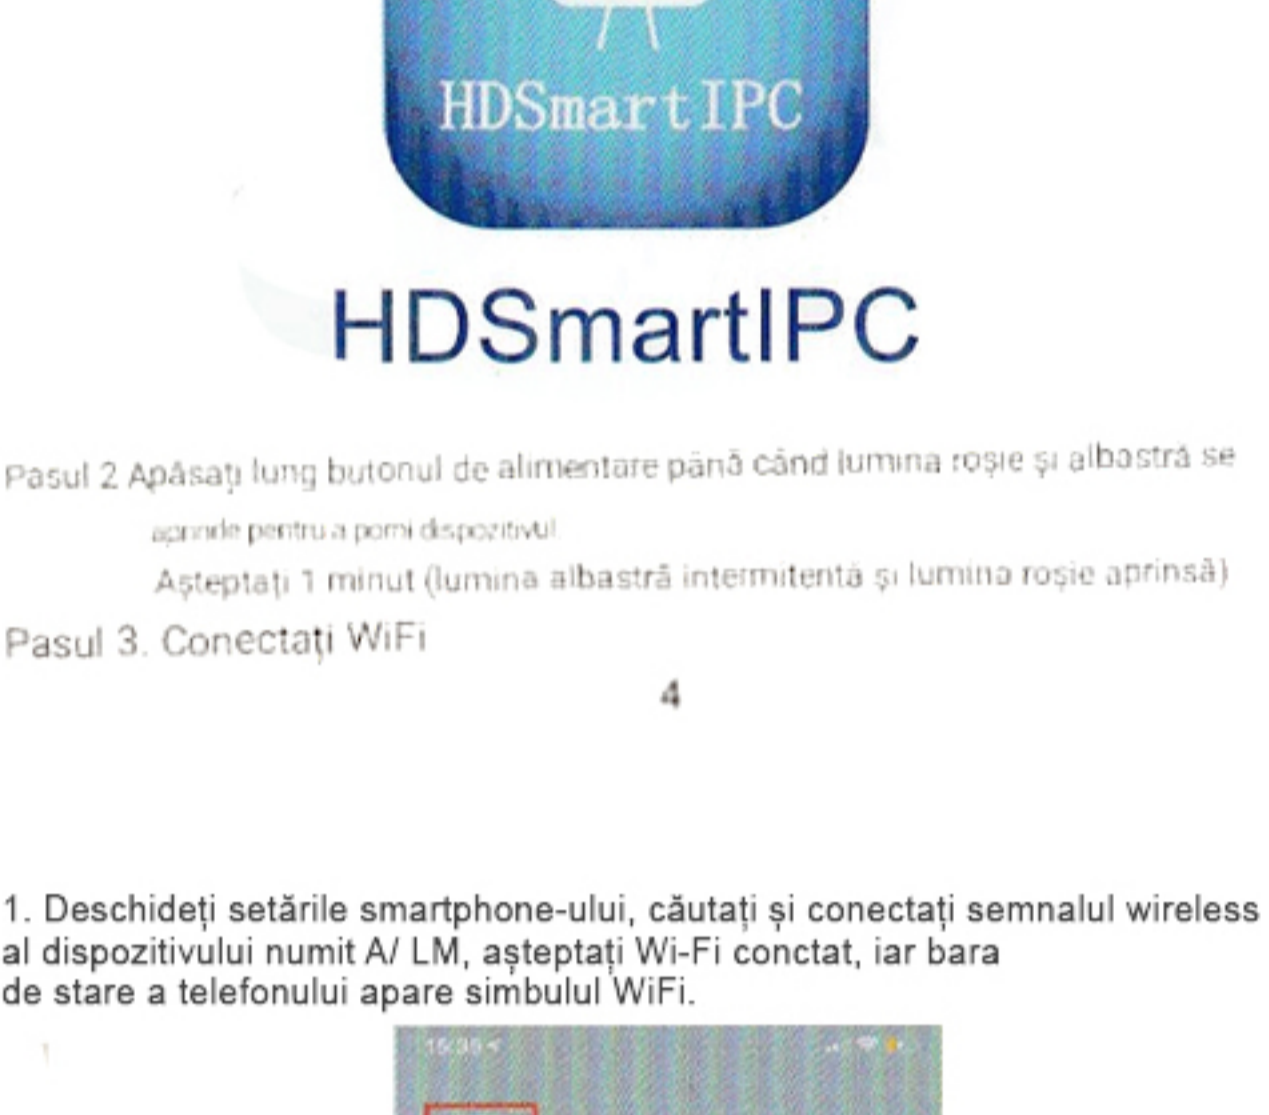 HDSmartIPC
HDSmartIPC
Pasul 2 Apăsați lung butonul de alimentare până când lumina roșie și albastră se
aprinde pentru a porni dispozitivul.
Așteptați 1 minut (lumina albastră intermitentă și lumina roșie aprinsă)
Pasul 3. Conectați WiFi
4
1. Deschideți setările smartphone-ului, căutați și conectați semnalul wireless
al dispozitivului numit A/ LM, așteptați Wi-Fi conctat, iar bara
de stare a telefonului apare simbulul WiFi.